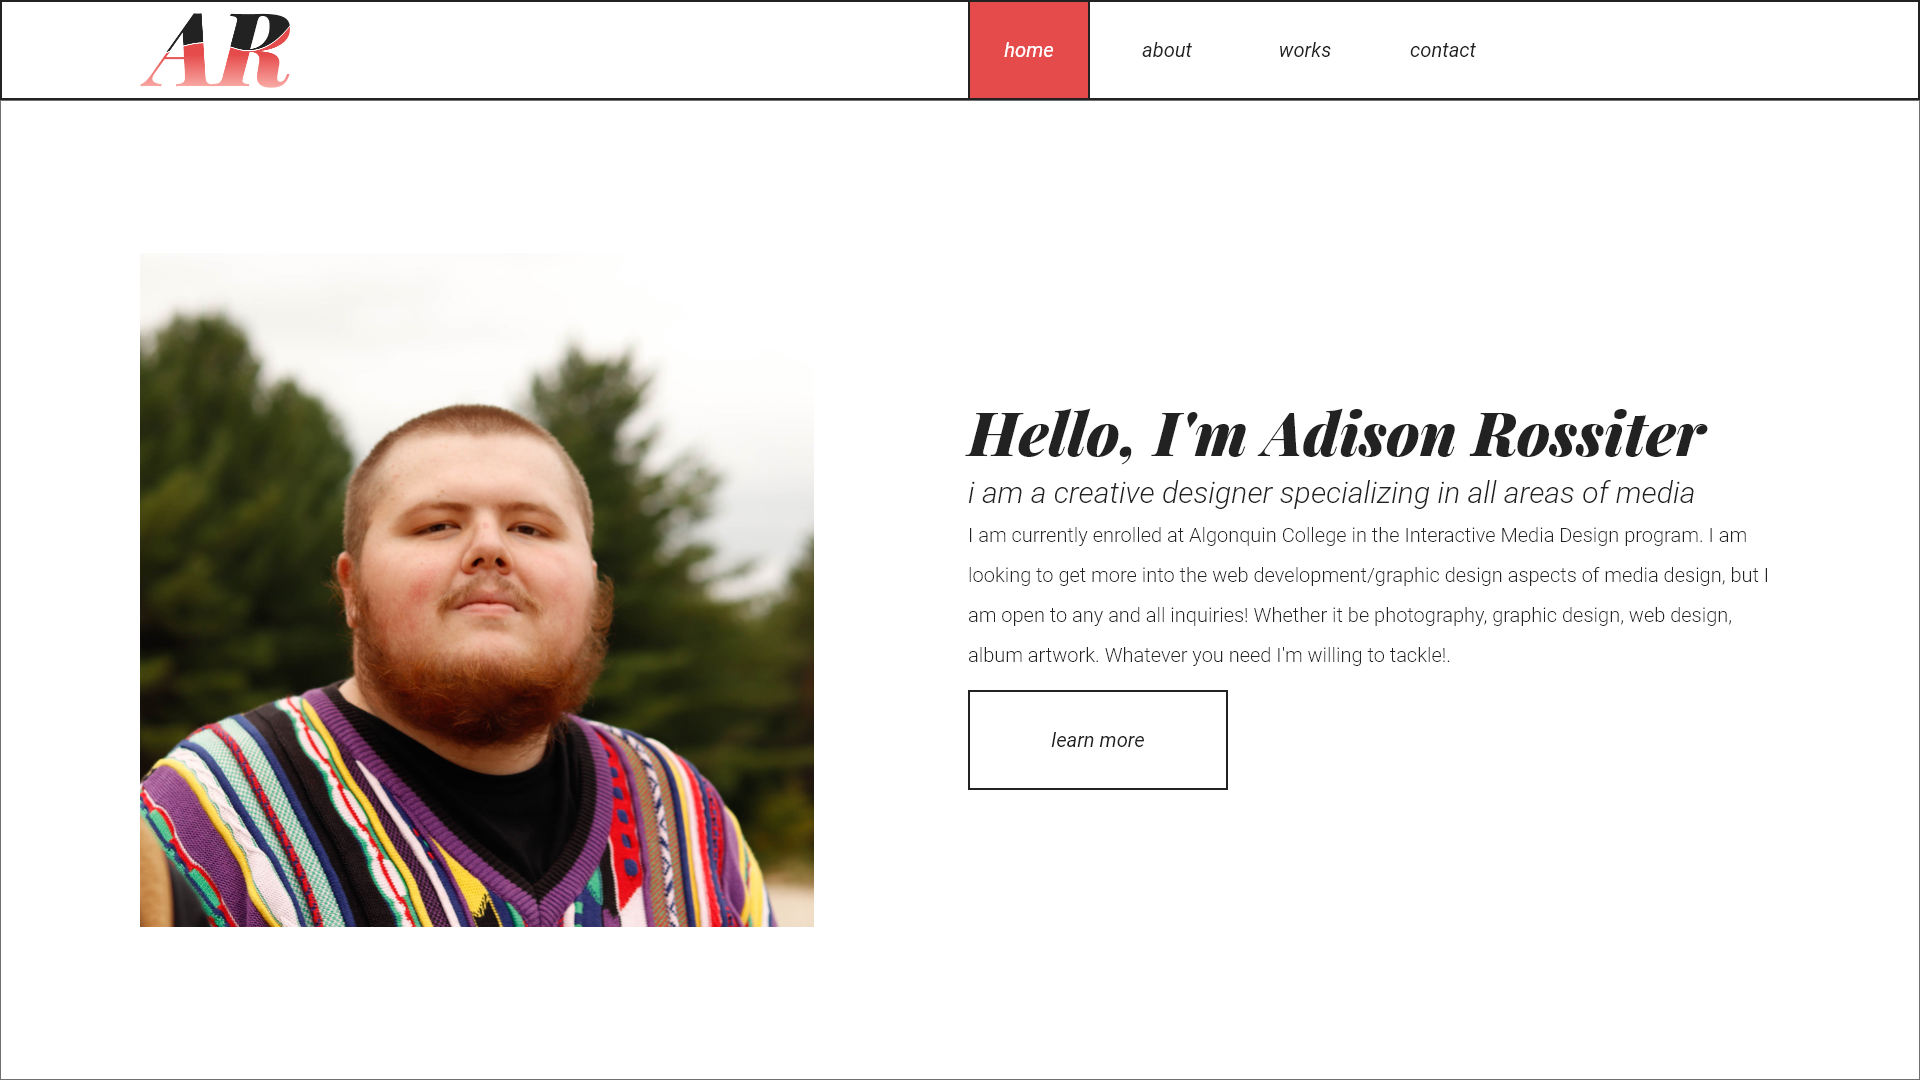 AR
home about works contact
Hello, I'm Adison Rossiter
i am a creative designer specializing in all areas of media
I am currently enrolled at Algonquin College in the Interactive Media Design program. I am
looking to get more into the web development/graphic design aspects of media design, but I
am open to any and all inquiries! Whether it be photography, graphic design, web design,
album artwork. Whatever you need I'm willing to tackle!.
learn more